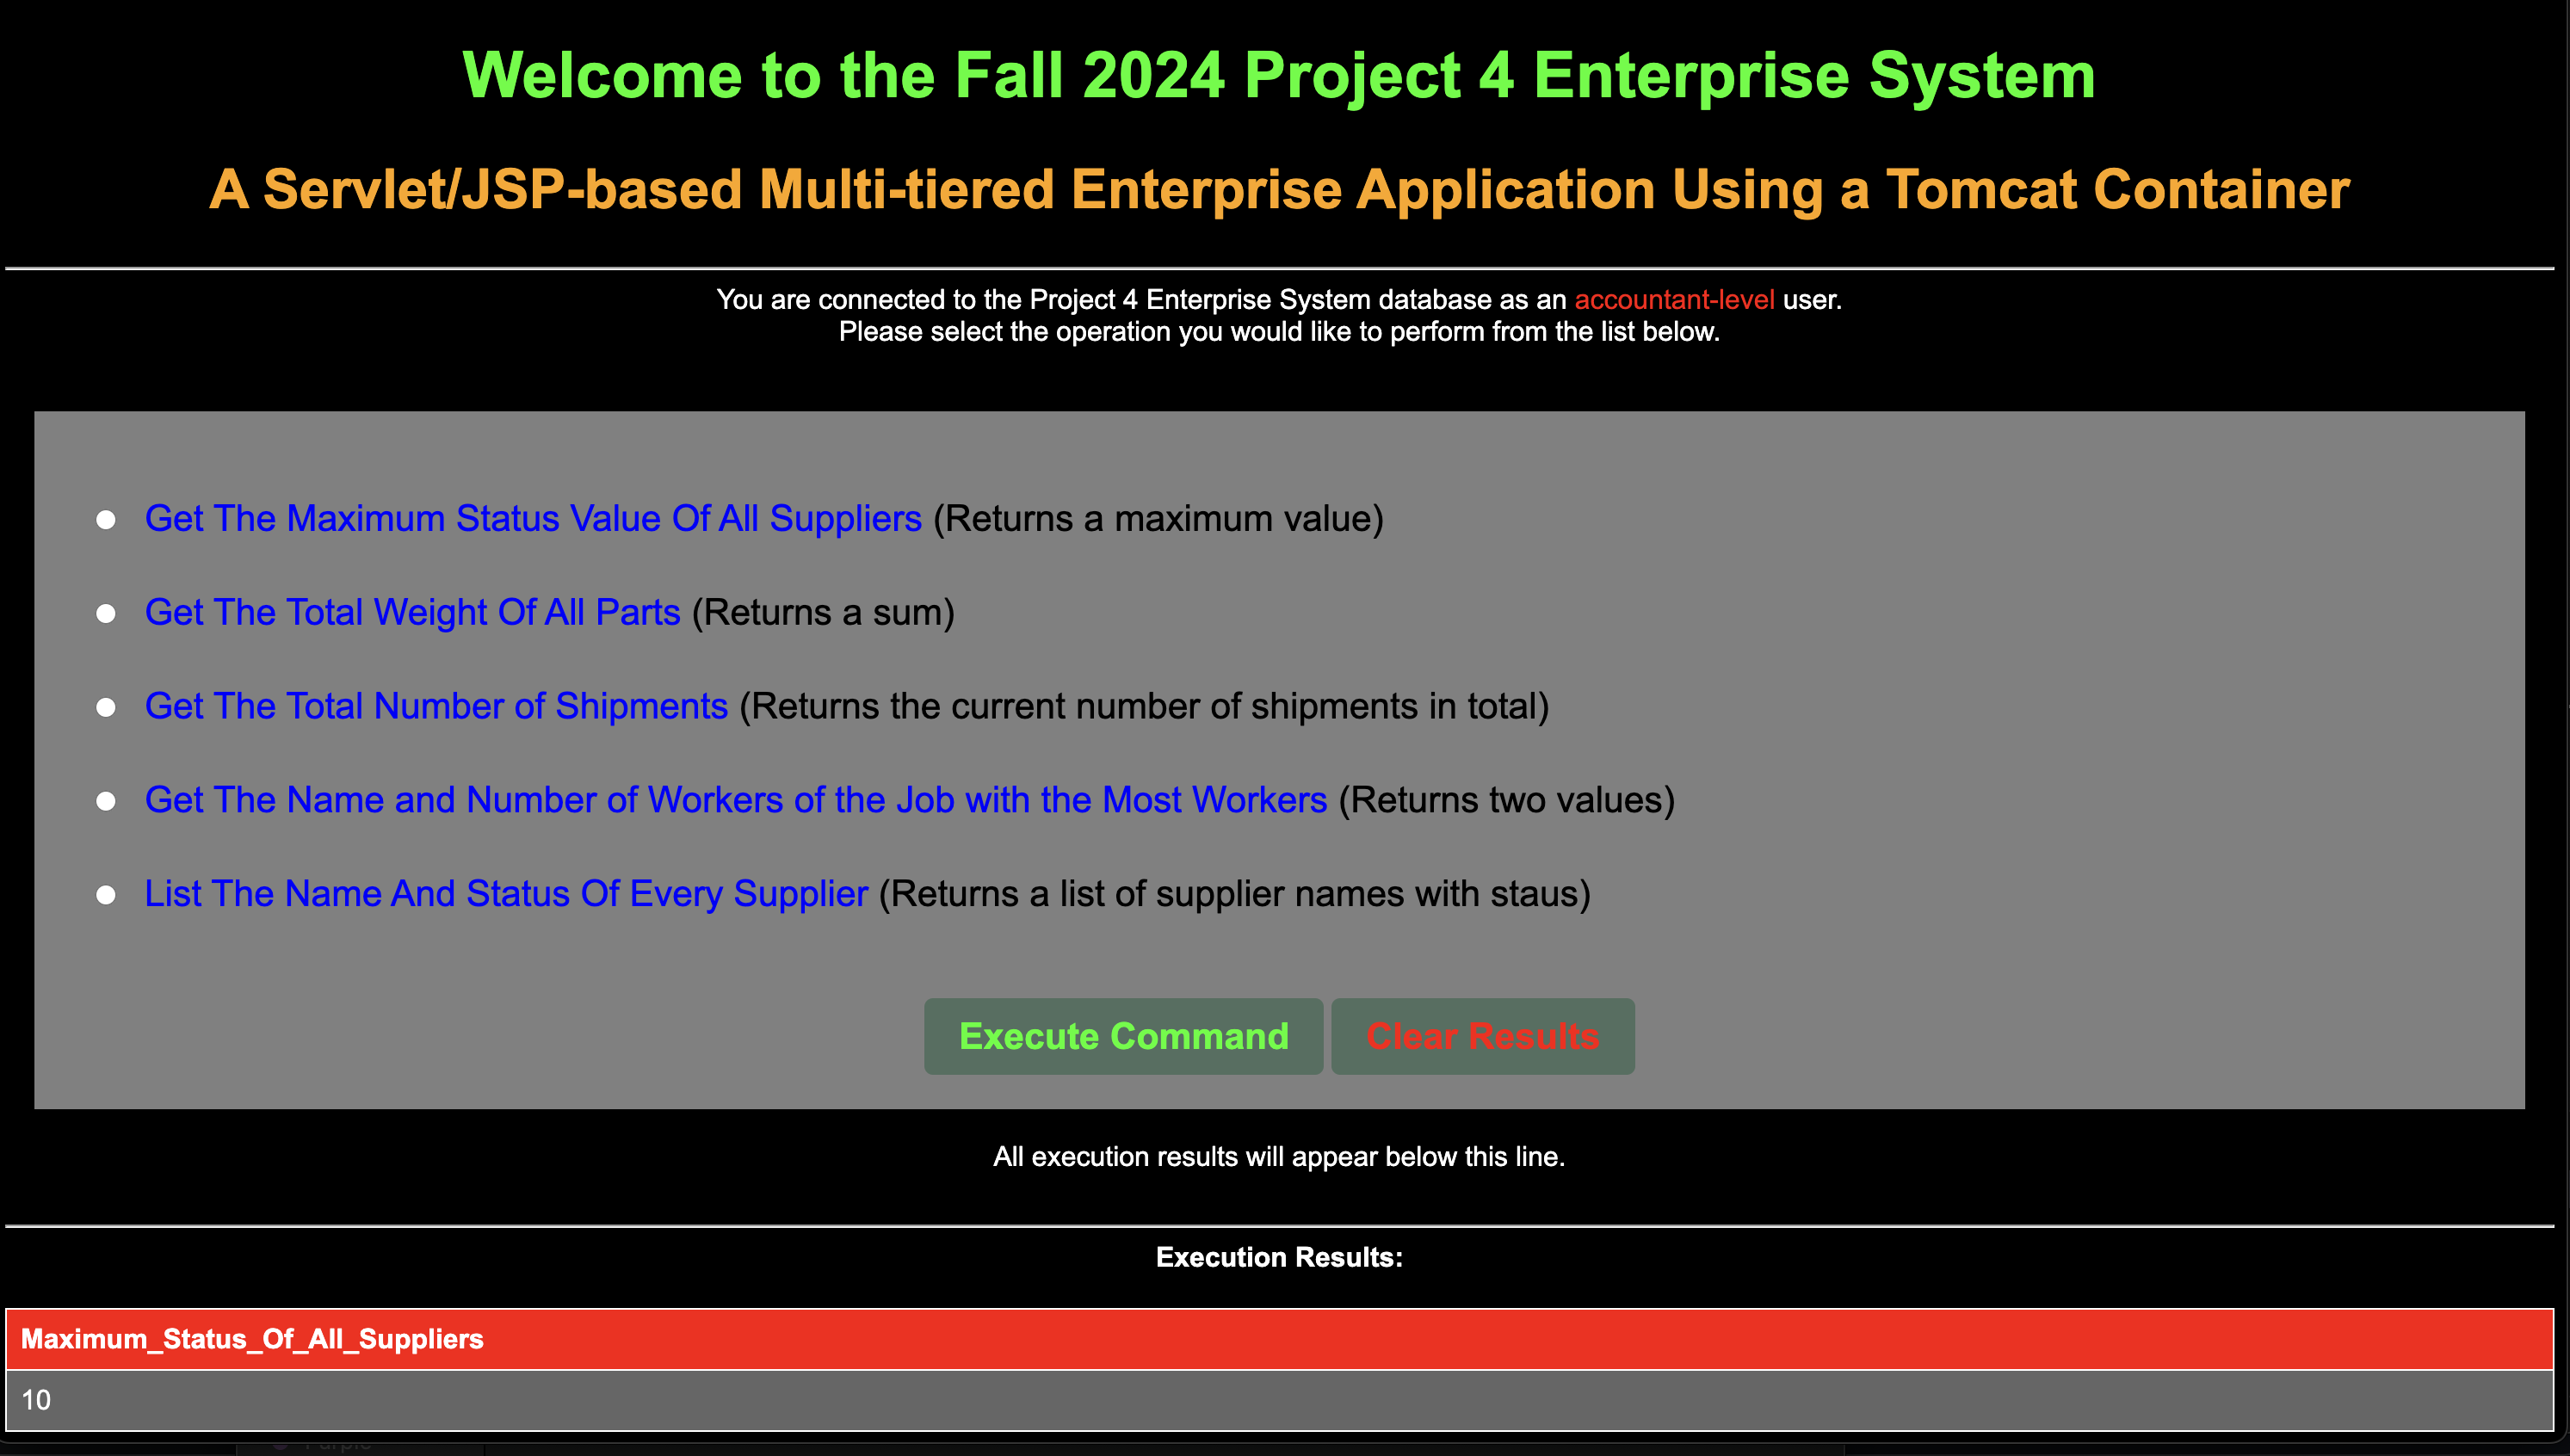 Welcome to the Fall 2024 Project 4 Enterprise System
A Servlet/JSP-based Multi-tiered Enterprise Application Using a Tomcat Container
You are connected to the Project 4 Enterprise System database as an accountant-level user.
Please select the operation you would like to perform from the list below.
Get The Maximum Status Value Of All Suppliers (Returns a maximum value)
Get The Total Weight Of All Parts (Returns a sum)
Get The Total Number of Shipments (Returns the current number of shipments in total)
Get The Name and Number of Workers of the Job with the Most Workers (Returns two values)
List The Name And Status Of Every Supplier (Returns a list of supplier names with staus)
Execute Command Clear Results
All execution results will appear below this line.
Execution Results:
Maximum_Status_Of_All_Suppliers
10